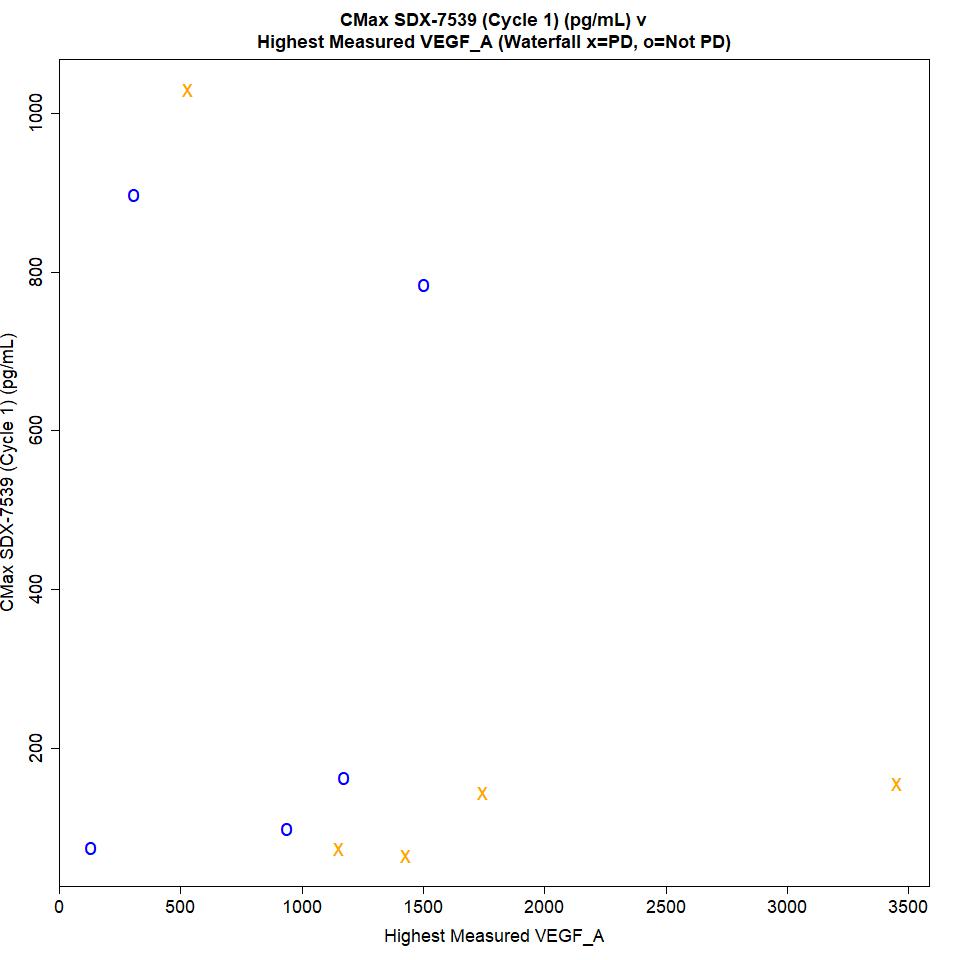 CMax SDX-7539 (Cycle 1) (pg/mL) v
Highest Measured VEGF_A (Waterfall x=PD, o=Not PD)
CMax SDX-7539 (Cycle 1) (pg/mL)
1000
800
600
400
200
X
O
O
O
X
X
O
O
X
X
0
500
1000
1500
2000
2500
3000
3500
Highest Measured VEGF_A